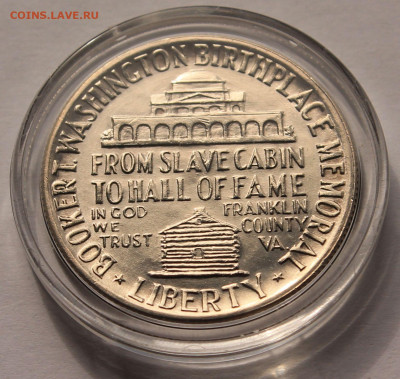 COINS.LAVE.RU
BOOKER T. WASHINGTON BIRTHPLACE MEMORIAL
FROM SLAVE CABIN
TO HALL OF FAME
IN GOD
WE
TRUST
FRANKLIN
COUNTY
VA.
★ LIBERTY ★